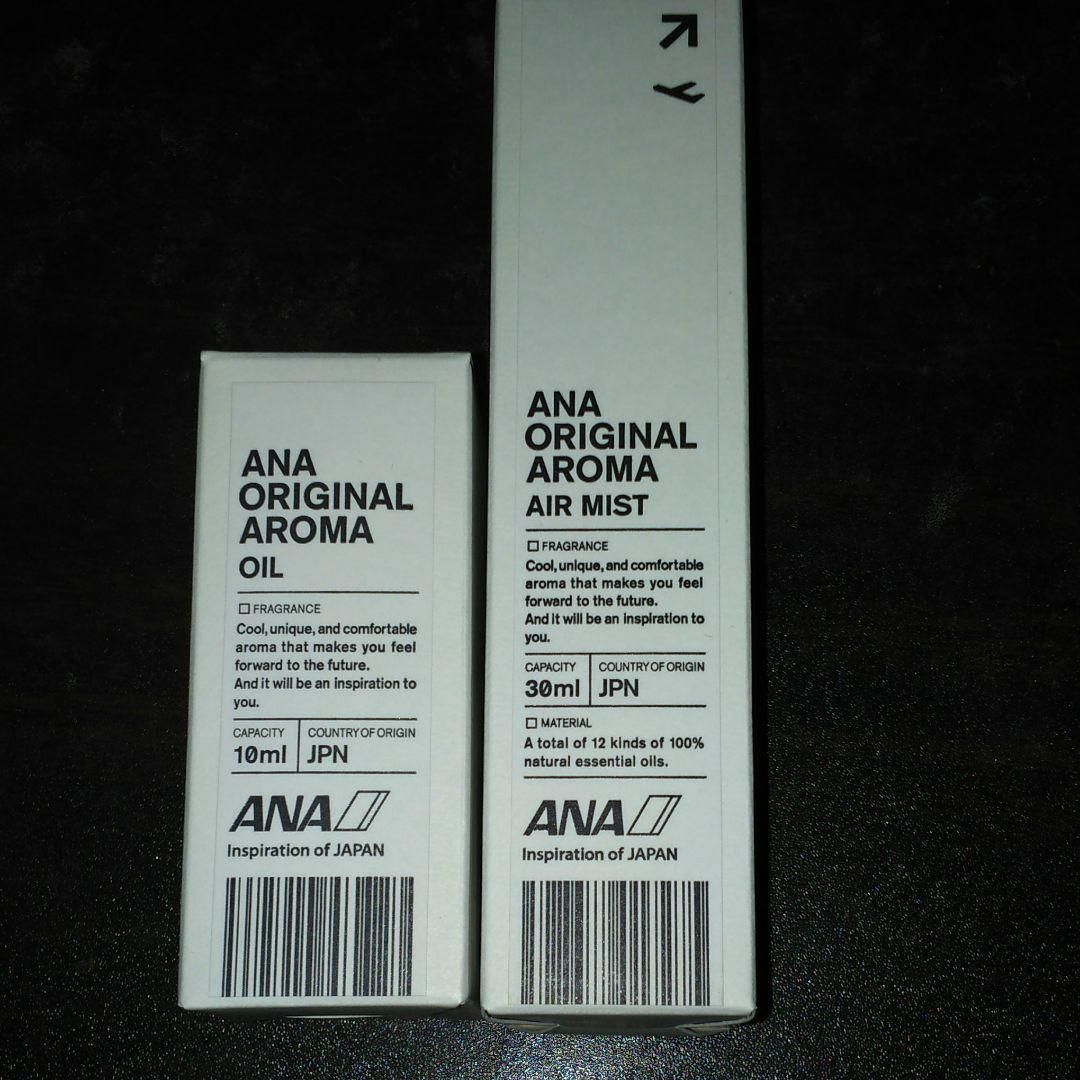 ANA
ORIGINAL
AROMA
OIL
FRAGRANCE
Cool, unique, and comfortable
aroma that makes you feel
forward to the future.
And it will be an inspiration to
you.
CAPACITY
10ml
COUNTRY OF ORIGIN
JPN
ANA
Inspiration of JAPAN
ANA
ORIGINAL
AROMA
AIR MIST
FRAGRANCE
Cool, unique, and comfortable
aroma that makes you feel
forward to the future.
And it will be an inspiration to
you.
CAPACITY
30ml
COUNTRY OF ORIGIN
JPN
MATERIAL
A total of 12 kinds of 100%
natural essential oils.
ANA
Inspiration of JAPAN